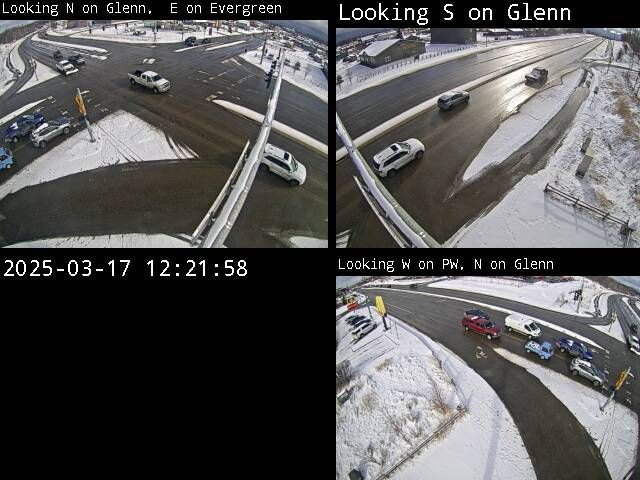 Looking N on Glenn,  E on Evergreen
Looking S on Glenn
2025-03-17 12:21:58
Looking W on PW, N on Glenn